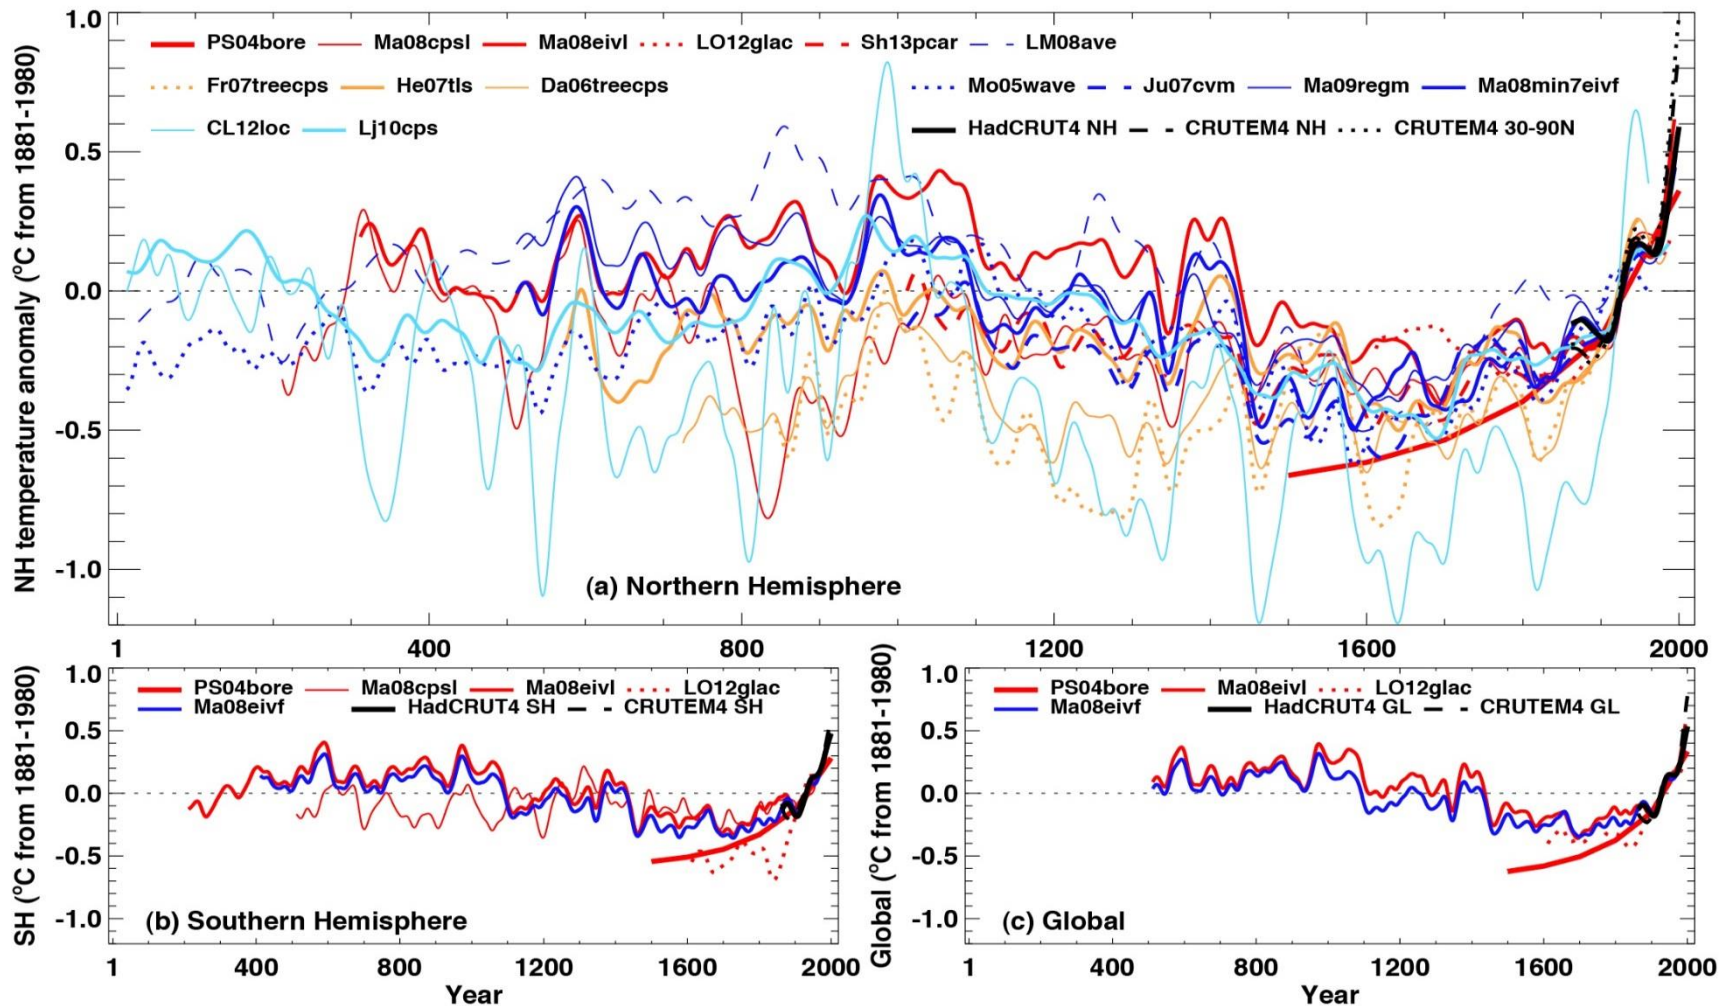 NH temperature anomaly (°C from 1881-1980)
1.0
0.5
0.0
-0.5
-1.0
PS04bore Ma08cpsl Ma08eivl LO12glac Sh13pcar LM08ave
Fr07treecps He07tls Da06treecps Mo05wave Ju07cvm Ma09regm Ma08min7eivf
CL12loc Lj10cps HadCRUT4 NH CRUTEM4 NH CRUTEM4 30-90N
(a) Northern Hemisphere
1 400 800 1200 1600 2000
SH (°C from 1881-1980)
1.0
0.5
0.0
-0.5
-1.0
PS04bore Ma08cpsl Ma08eivl LO12glac
Ma08eivf HadCRUT4 SH CRUTEM4 SH
(b) Southern Hemisphere
1 400 800 1200 1600 2000
Year
Global (°C from 1881-1980)
1.0
0.5
0.0
-0.5
-1.0
PS04bore Ma08eivl LO12glac
Ma08eivf HadCRUT4 GL CRUTEM4 GL
(c) Global
1 400 800 1200 1600 2000
Year